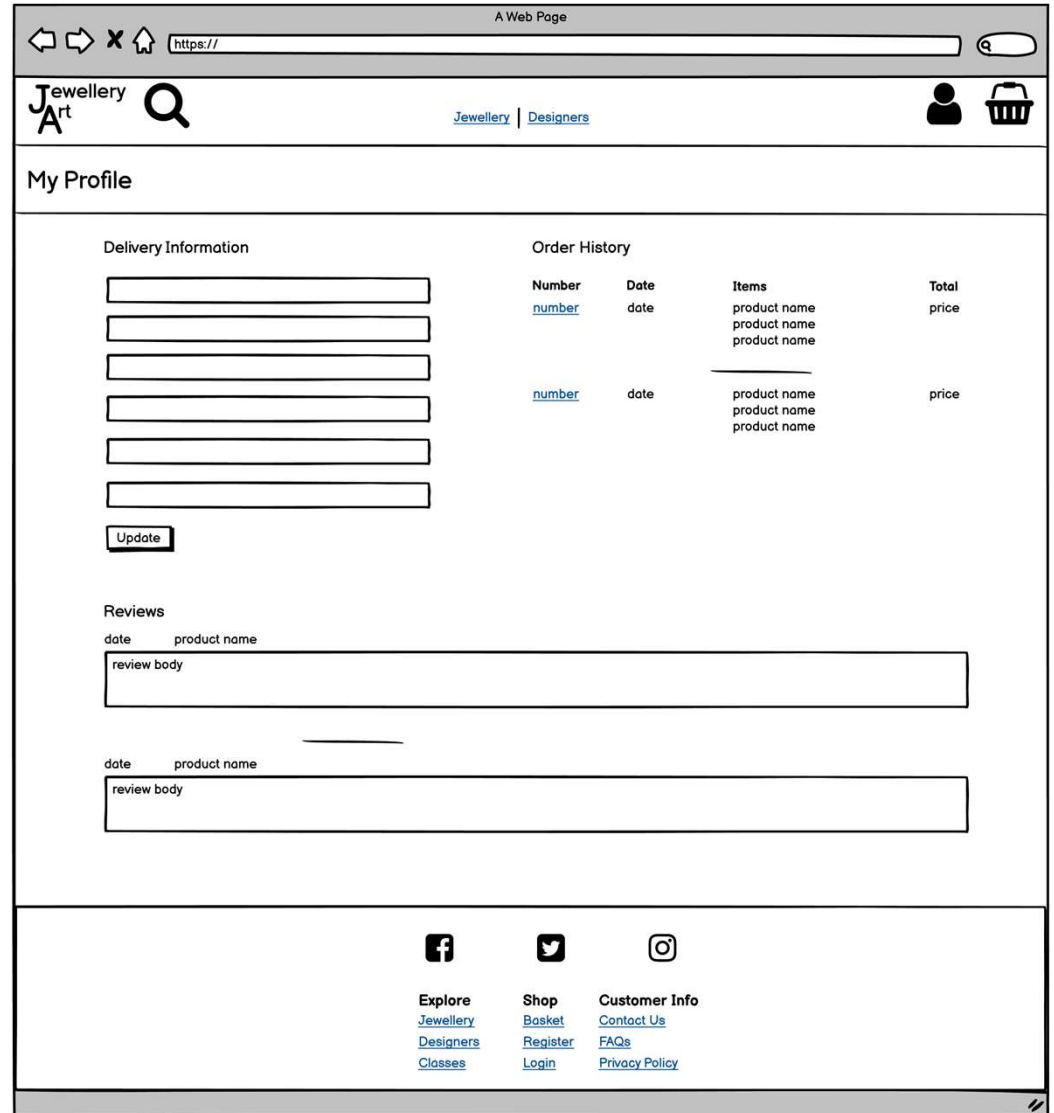 A Web Page
https://
Jewellery
Art
Jewellery | Designers
My Profile
Delivery Information
Update
Order History
Number Date Items Total
number date product name price
product name
product name
number date product name price
product name
product name
Reviews
date product name
review body
date product name
review body
Explore Shop Customer Info
Jewellery Basket Contact Us
Designers Register FAQs
Classes Login Privacy Policy